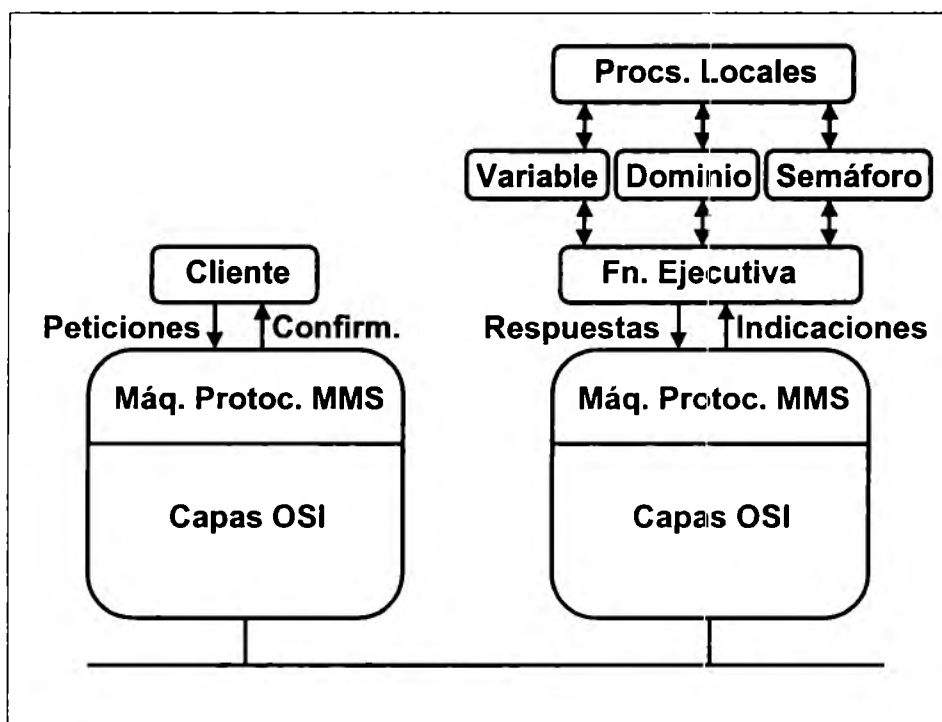 Procs. Locales
Variable Dominio Semáforo
Cliente Fn. Ejecutiva
Peticiones Confirm. Respuestas Indicaciones
Máq. Protoc. MMS Máq. Protoc. MMS
Capas OSI Capas OSI